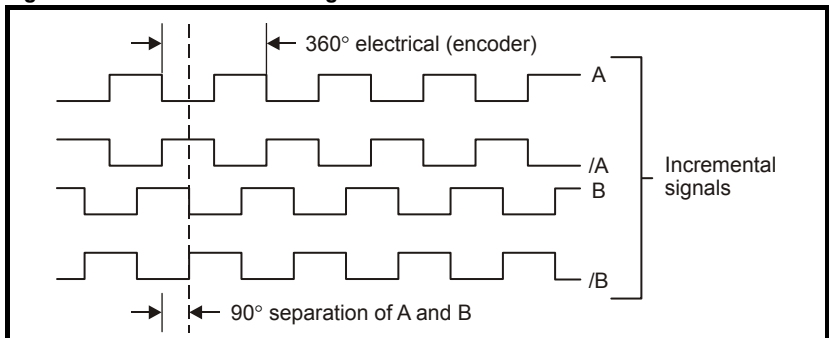 360° electrical (encoder)
A
/A
B
/B
Incremental
signals
90° separation of A and B